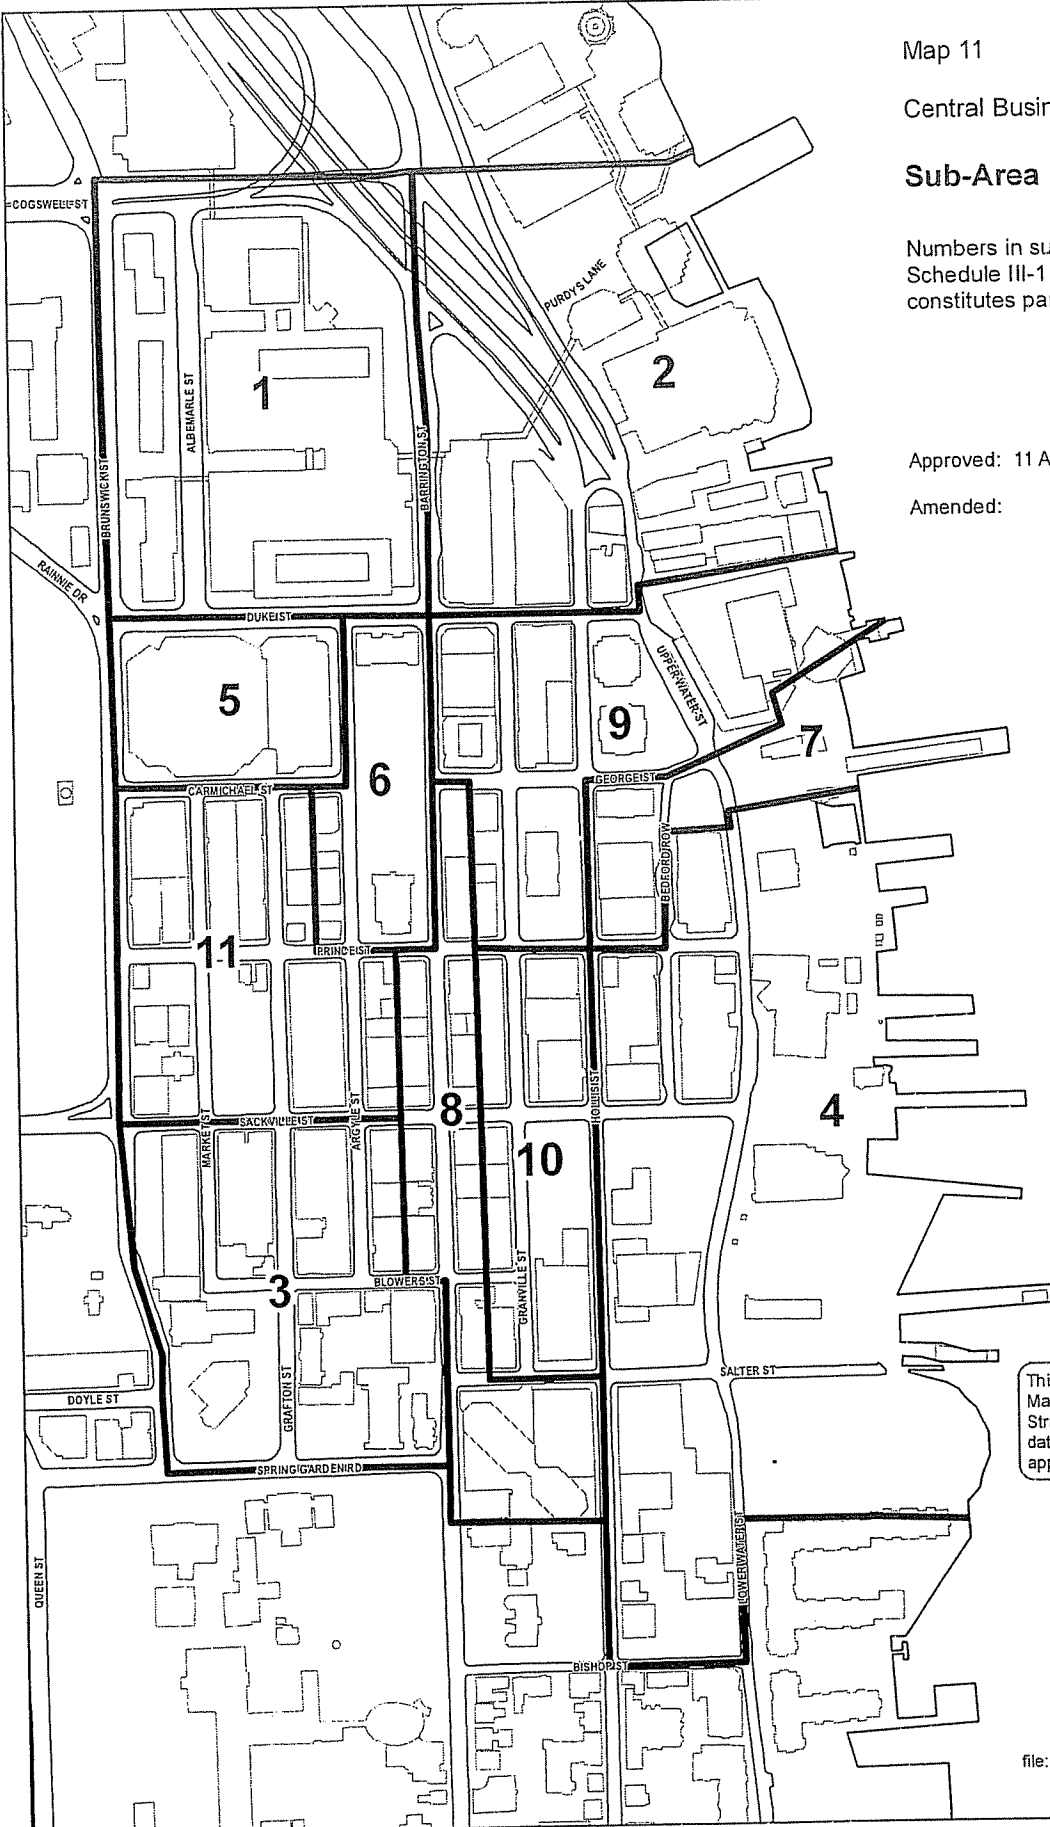 Map 11
Central Busin
Sub-Area
Numbers in su
Schedule III-1
constitutes pa
Approved: 11 A
Amended:
COGSWELL ST
PURDY'S LANE
1
2
ALBEMARLE ST
BARRINGTON ST
BRUNSWICK ST
RAINNIE DR
DUKE ST
UPPER WATER ST
5
9
6
7
GEORGE ST
CARMICHAEL ST
BEDFORD ROW
11
PRINCE ST
HOLLIS ST
8
4
MARKET ST
SACKVILLE ST
ARGYLE ST
10
GRANVILLE ST
3
BLOWERS ST
SALTER ST
DOYLE ST
GRAFTON ST
SPRING GARDEN RD
Thi
Ma
Str
dat
app
QUEEN ST
LOWER WATER ST
BISHOP ST
file: